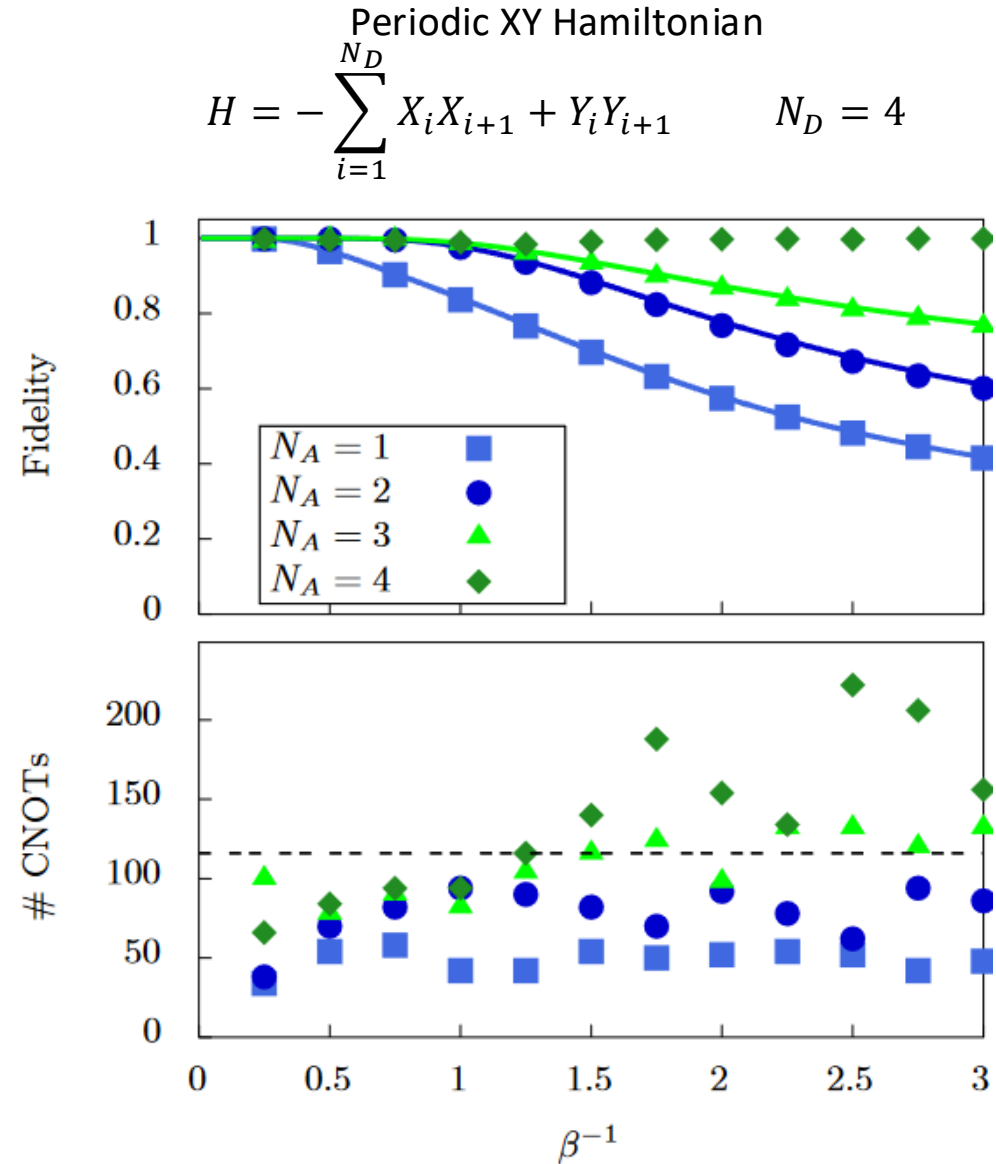 Periodic XY Hamiltonian
H = − ∑_{i=1}^{N_D} X_i X_{i+1} + Y_i Y_{i+1} N_D = 4
1
0.8
0.6
0.4
0.2
0
Fidelity
N_A = 1
N_A = 2
N_A = 3
N_A = 4
200
150
100
50
0
# CNOTs
0 0.5 1 1.5 2 2.5 3
β^{−1}